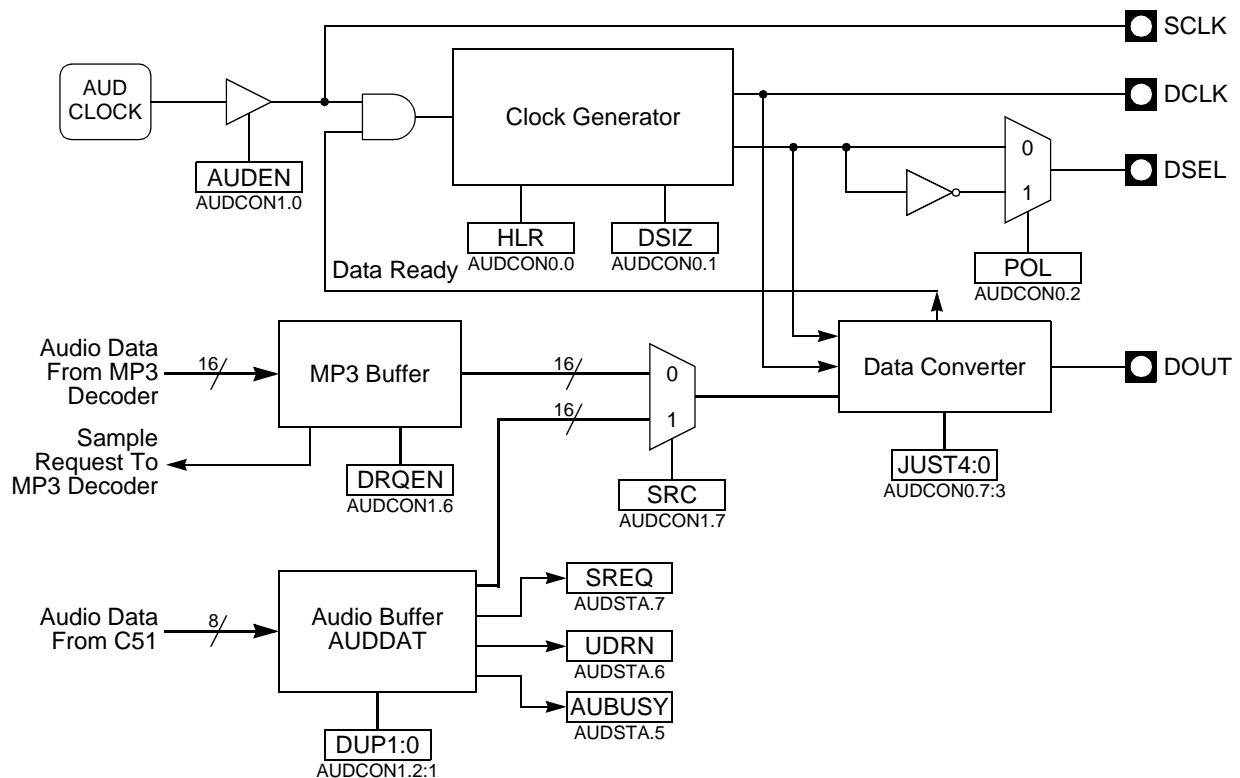 SCLK
AUD
CLOCK
Clock Generator
DCLK
0
1
DSEL
AUDEN
AUDCON1.0
HLR
AUDCON0.0
DSIZ
AUDCON0.1
POL
AUDCON0.2
Data Ready
Audio Data
From MP3
Decoder
16
MP3 Buffer
16
16
0
1
Data Converter
DOUT
Sample
Request To
MP3 Decoder
DRQEN
AUDCON1.6
SRC
AUDCON1.7
JUST4:0
AUDCON0.7:3
Audio Data
From C51
8
Audio Buffer
AUDDAT
SREQ
AUDSTA.7
UDRN
AUDSTA.6
AUBUSY
AUDSTA.5
DUP1:0
AUDCON1.2:1